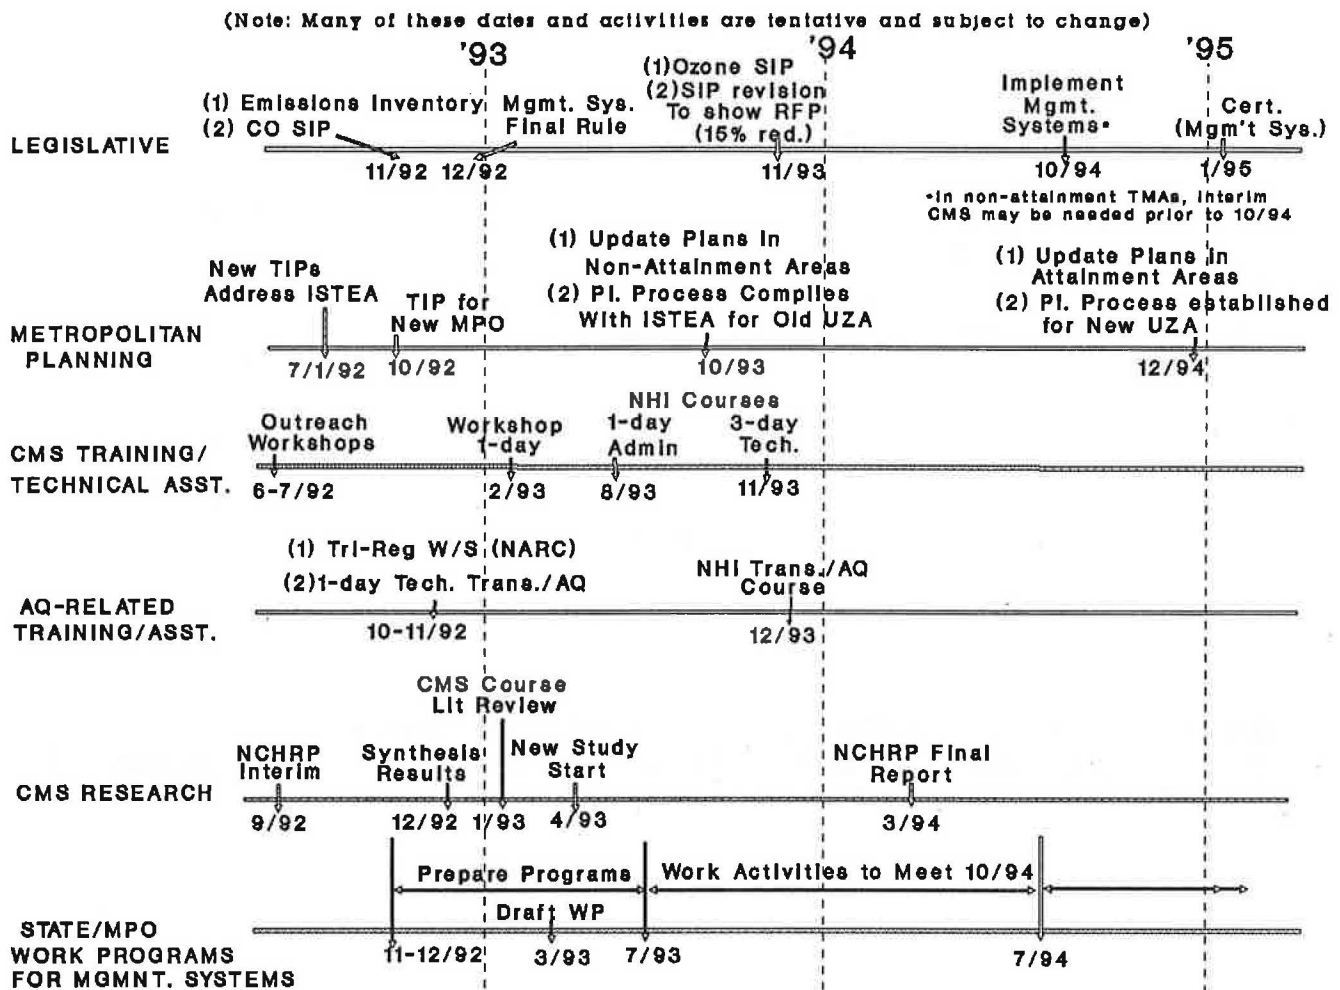 (Note: Many of these dates and activities are tentative and subject to change)
'93
'94
'95
LEGISLATIVE
(1) Emissions Inventory
(2) CO SIP
Mgmt. Sys.
Final Rule
(1)Ozone SIP
(2)SIP revision
To show RFP
(15% red.)
Implement
Mgmt.
Systems•
Cert.
(Mgm't Sys.)
11/92
12/92
11/93
10/94
1/95
•In non-attainment TMAs, interim
CMS may be needed prior to 10/94
METROPOLITAN
PLANNING
New TIPs
Address ISTEA
TIP for
New MPO
(1) Update Plans in
Non-Attainment Areas
(2) Pl. Process Complies
With ISTEA for Old UZA
(1) Update Plans in
Attainment Areas
(2) Pl. Process established
for New UZA
7/1/92
10/92
10/93
12/94
CMS TRAINING/
TECHNICAL ASST.
Outreach
Workshops
Workshop
1-day
NHI Courses
1-day
Admin
3-day
Tech.
6-7/92
2/93
8/93
11/93
AQ-RELATED
TRAINING/ASST.
(1) Tri-Reg W/S (NARC)
(2)1-day Tech. Trans./AQ
NHI Trans./AQ
Course
10-11/92
12/93
CMS RESEARCH
NCHRP
Interim
Synthesis
Results
CMS Course
Lit Review
New Study
Start
NCHRP Final
Report
9/92
12/92
1/93
4/93
3/94
STATE/MPO
WORK PROGRAMS
FOR MGMNT. SYSTEMS
Prepare Programs
Work Activities to Meet 10/94
Draft WP
11-12/92
3/93
7/93
7/94